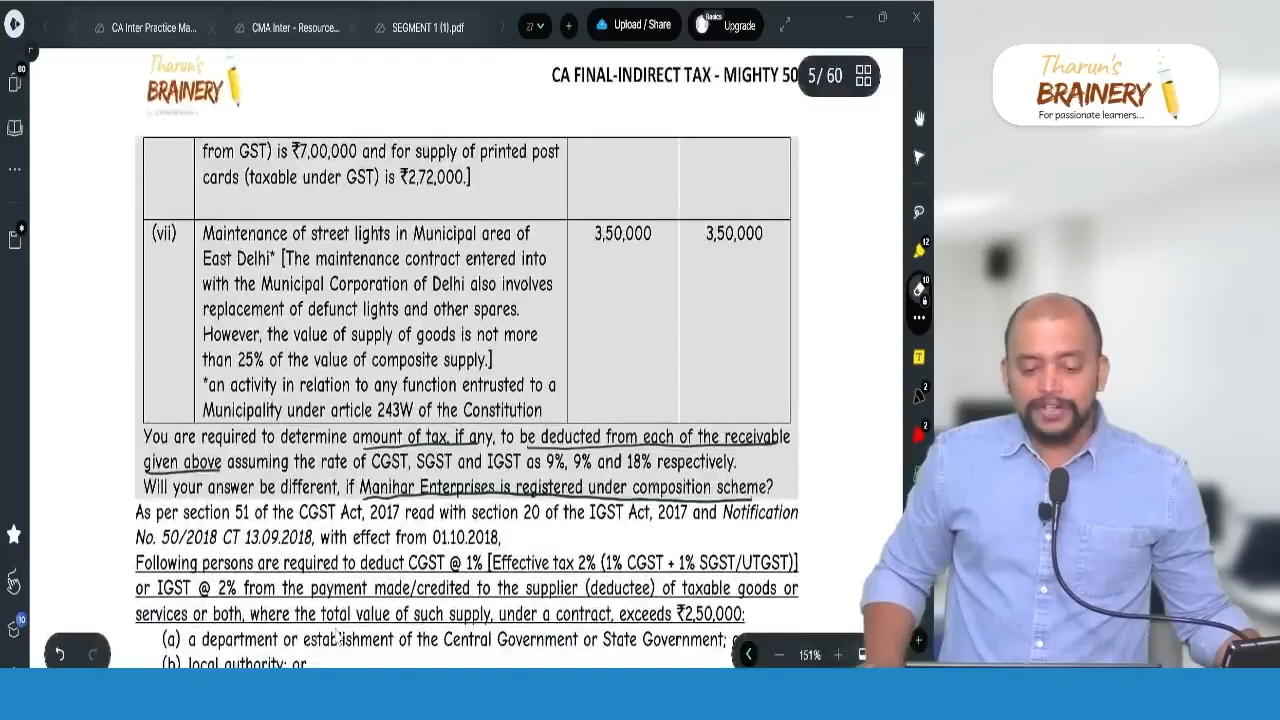 CA Inter Practice Ma...
CMA Inter - Resource...
SEGMENT 1 (1).pdf
27
Upload / Share
Basics
Upgrade
Tharun's
BRAINERY
CA FINAL-INDIRECT TAX - MIGHTY 50
5 / 60
Tharun's
BRAINERY
For passionate learners...
60
from GST) is ₹7,00,000 and for supply of printed post
cards (taxable under GST) is ₹2,72,000.]
(vii) Maintenance of street lights in Municipal area of 3,50,000 3,50,000
East Delhi* [The maintenance contract entered into
with the Municipal Corporation of Delhi also involves
replacement of defunct lights and other spares.
However, the value of supply of goods is not more
than 25% of the value of composite supply.]
*an activity in relation to any function entrusted to a
Municipality under article 243W of the Constitution
You are required to determine amount of tax, if any, to be deducted from each of the receivable
given above assuming the rate of CGST, SGST and IGST as 9%, 9% and 18% respectively.
Will your answer be different, if Manihar Enterprises is registered under composition scheme?
As per section 51 of the CGST Act, 2017 read with section 20 of the IGST Act, 2017 and Notification
No. 50/2018 CT 13.09.2018, with effect from 01.10.2018,
Following persons are required to deduct CGST @ 1% [Effective tax 2% (1% CGST + 1% SGST/UTGST)]
or IGST @ 2% from the payment made/credited to the supplier (deductee) of taxable goods or
services or both, where the total value of such supply, under a contract, exceeds ₹2,50,000:
(a) a department or establishment of the Central Government or State Government;
(b) local authority; or
151%
12
10
T
2
2
10